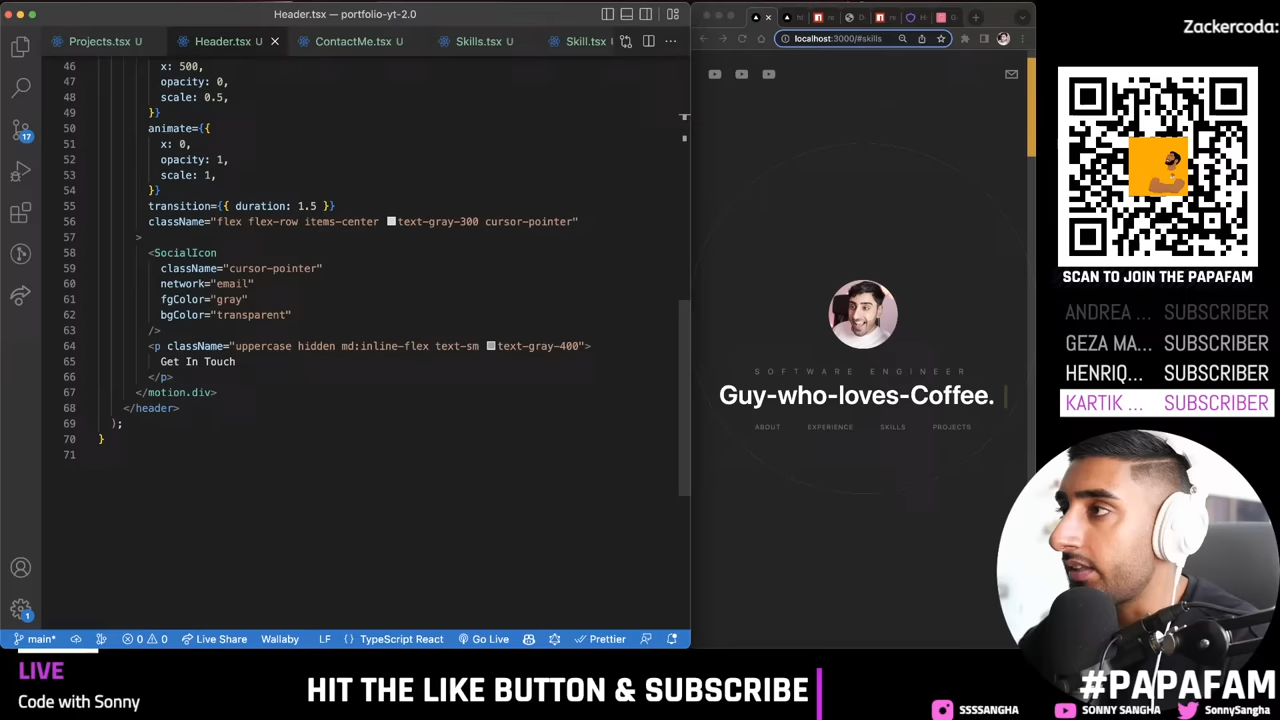 Header.tsx — portfolio-yt-2.0
Projects.tsx U
Header.tsx U
ContactMe.tsx U
Skills.tsx U
Skill.tsx U
46 x: 500,
47 opacity: 0,
48 scale: 0.5,
49 }}
50 animate={{
51 x: 0,
52 opacity: 1,
53 scale: 1,
54 }}
55 transition={{ duration: 1.5 }}
56 className="flex flex-row items-center text-gray-300 cursor-pointer"
57 >
58 <SocialIcon
59 className="cursor-pointer"
60 network="email"
61 fgColor="gray"
62 bgColor="transparent"
63 />
64 <p className="uppercase hidden md:inline-flex text-sm text-gray-400">
65 Get In Touch
66 </p>
67 </motion.div>
68 </header>
69 );
70 }
71
17
1
main*
0 0
Live Share
Wallaby
LF
{} TypeScript React
Go Live
Prettier
localhost:3000/#skills
SOFTWARE ENGINEER
Guy-who-loves-Coffee.
ABOUT EXPERIENCE SKILLS PROJECTS
Zackercoda:
SCAN TO JOIN THE PAPAFAM
ANDREA ... SUBSCRIBER
GEZA MA... SUBSCRIBER
HENRIQ... SUBSCRIBER
KARTIK ... SUBSCRIBER
LIVE
Code with Sonny
HIT THE LIKE BUTTON & SUBSCRIBE
#PAPAFAM
SSSSANGHA
SONNY SANGHA
SonnySangha